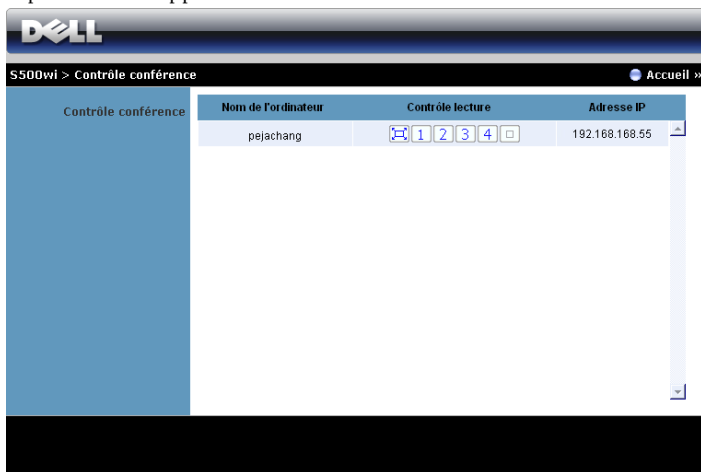 DELL
S500wi > Contrôle conférence
Accueil »
Contrôle conférence
Nom de l'ordinateur Contrôle lecture Adresse IP
pejachang 1 2 3 4 192.168.168.55